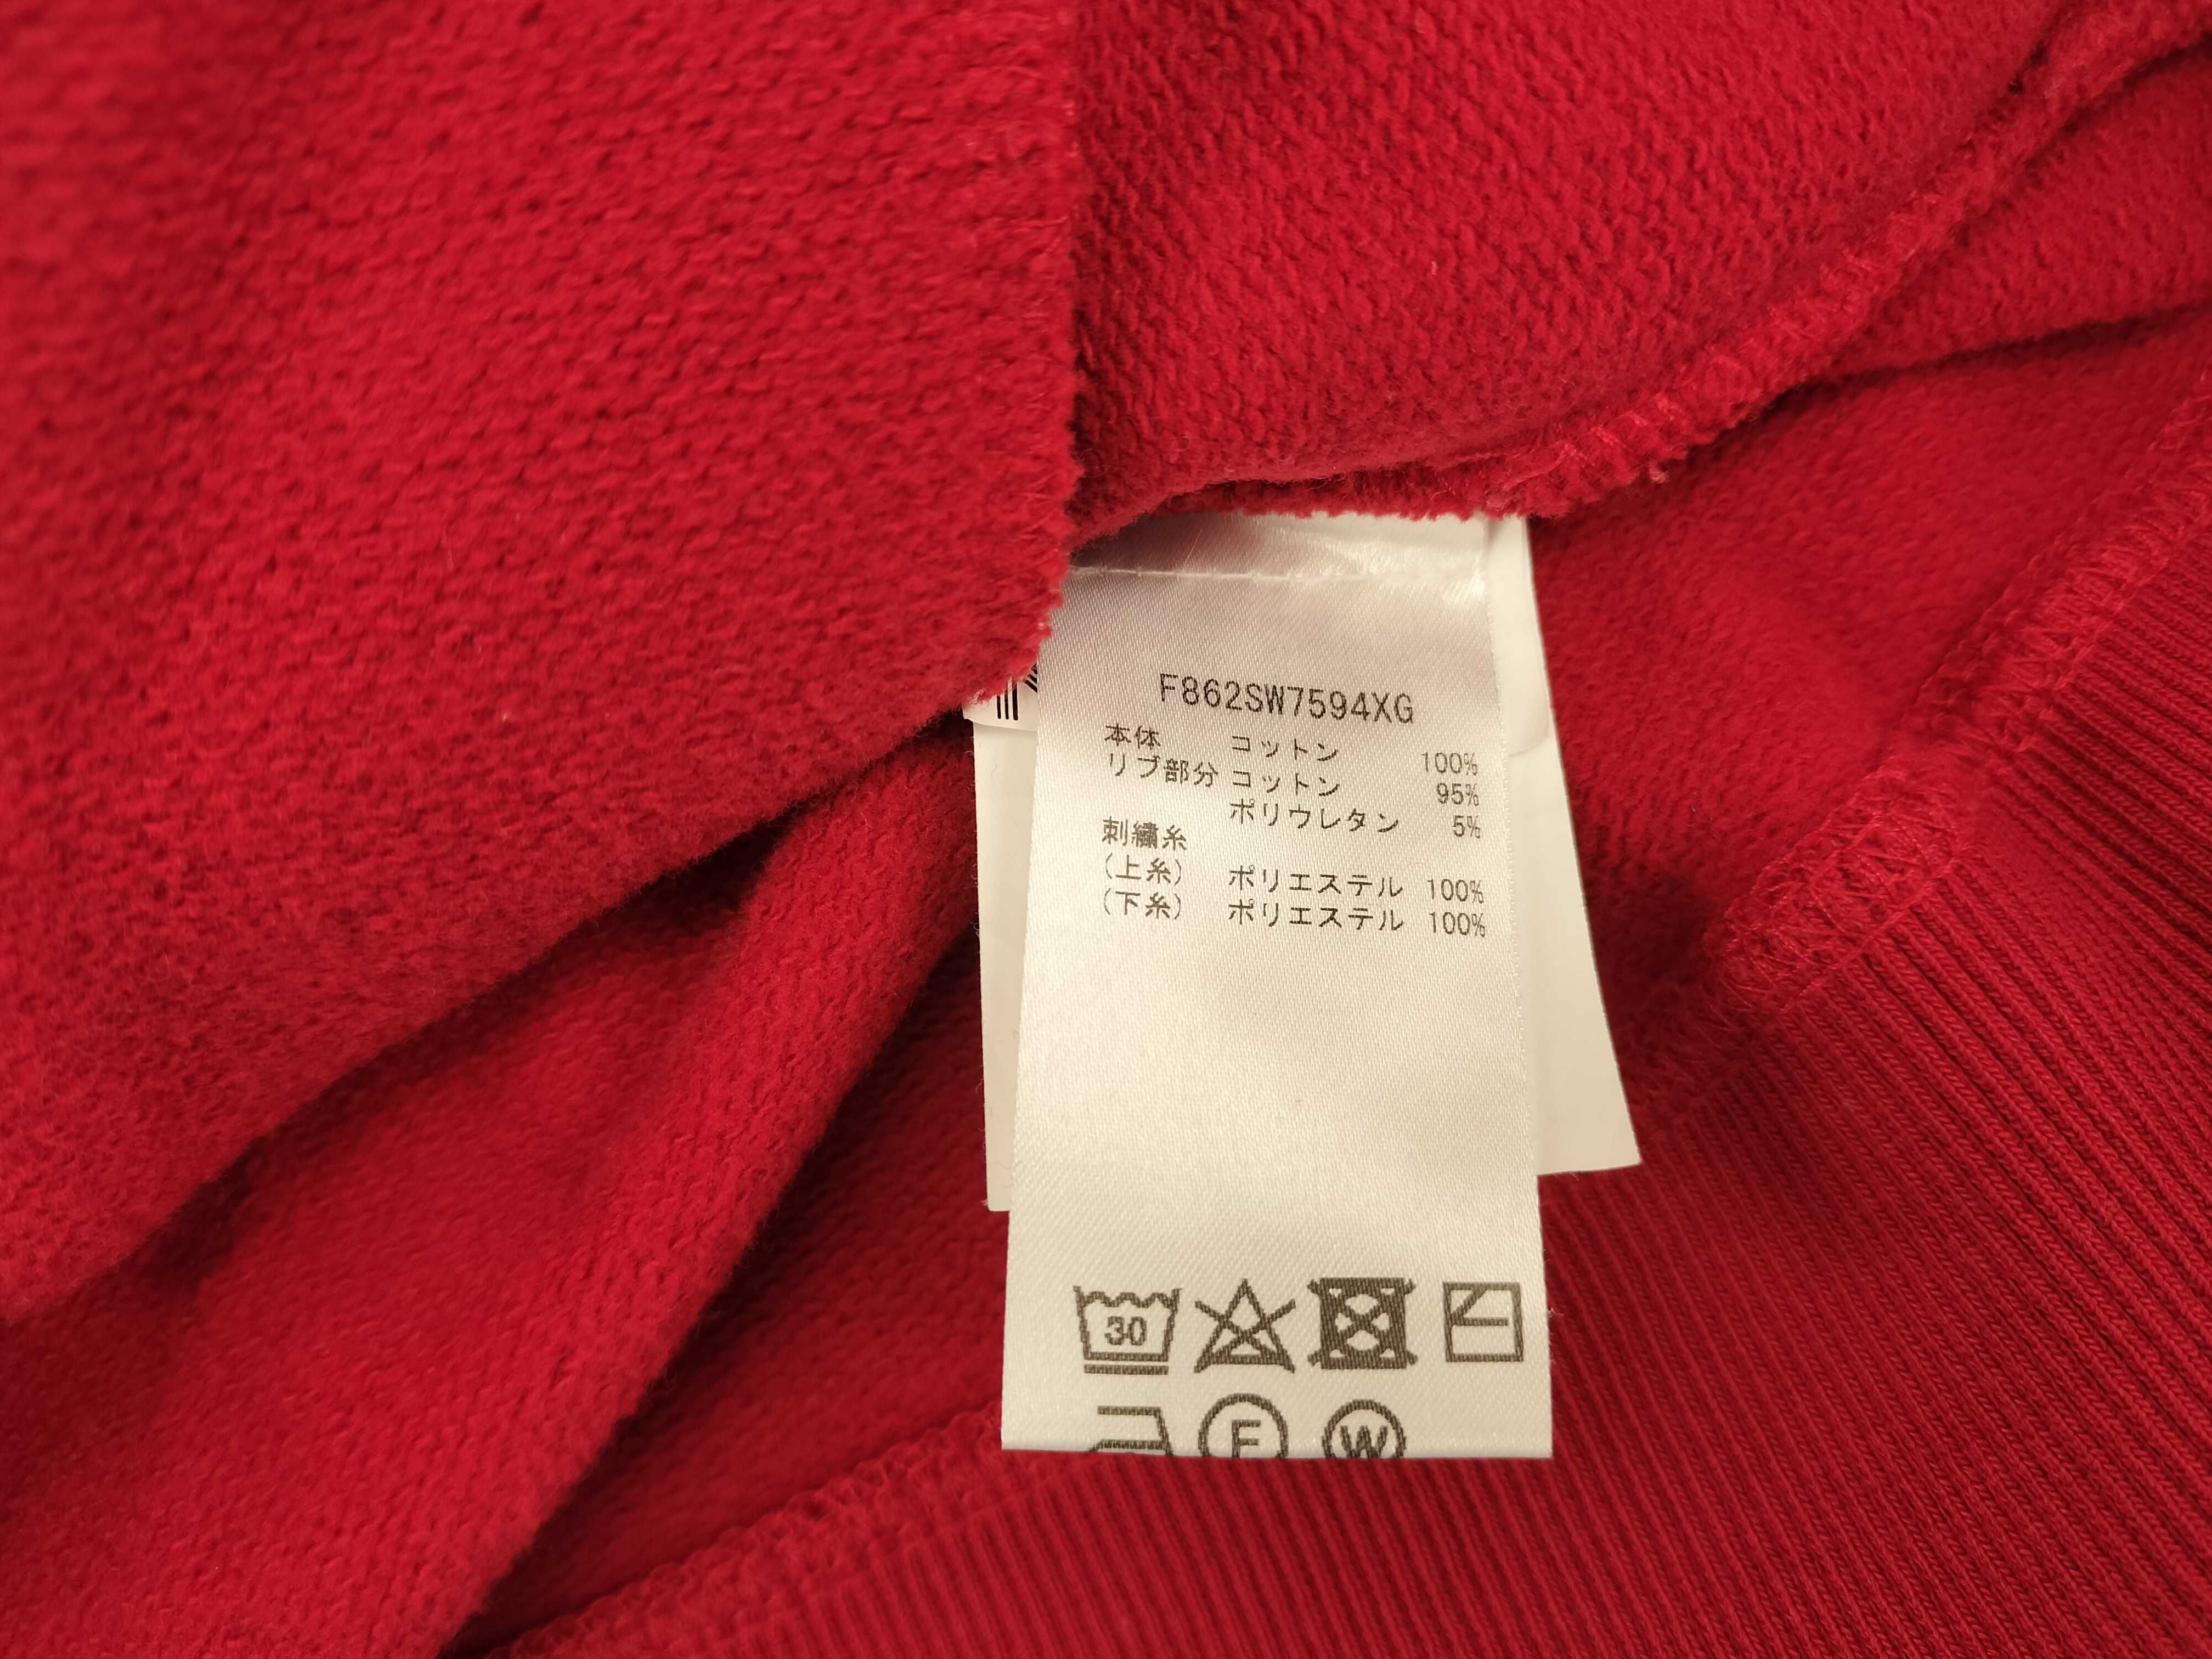 F862SW7594XG
本体 コットン 100%
リブ部分 コットン 95%
ポリウレタン 5%
刺繍糸
(上糸) ポリエステル 100%
(下糸) ポリエステル 100%
30
F W